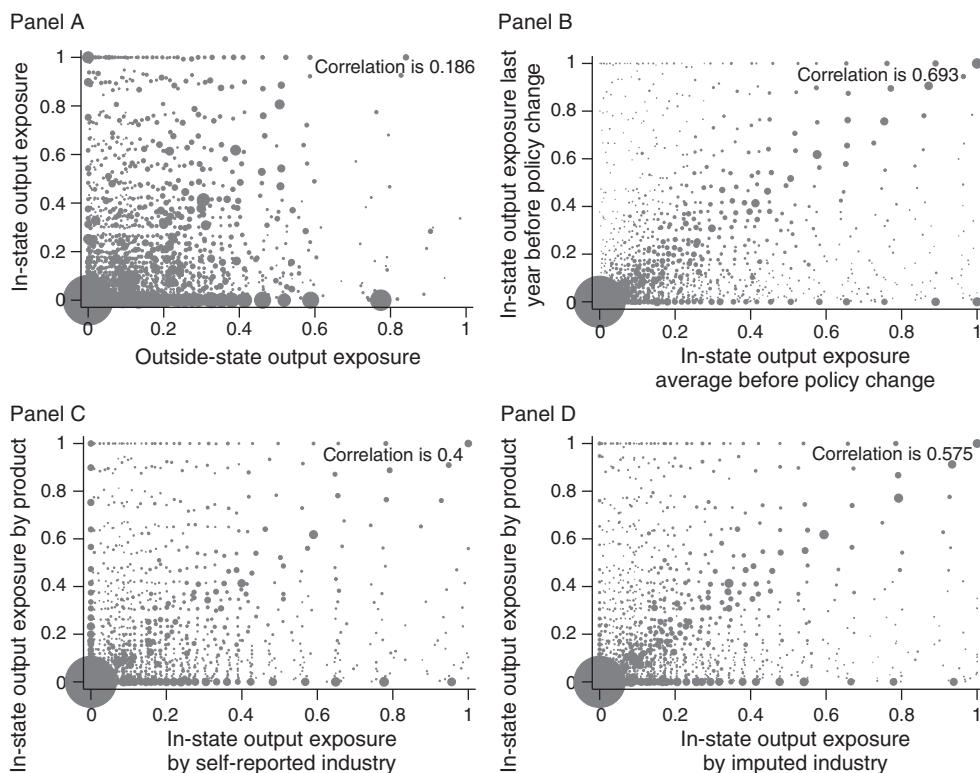 Panel A
In-state output exposure
1
0.8
0.6
0.4
0.2
0
Correlation is 0.186
0
0.2
0.4
0.6
0.8
1
Outside-state output exposure
Panel B
In-state output exposure last
year before policy change
1
0.8
0.6
0.4
0.2
0
Correlation is 0.693
0
0.2
0.4
0.6
0.8
1
In-state output exposure
average before policy change
Panel C
In-state output exposure by product
1
0.8
0.6
0.4
0.2
0
Correlation is 0.4
0
0.2
0.4
0.6
0.8
1
In-state output exposure
by self-reported industry
Panel D
In-state output exposure by product
1
0.8
0.6
0.4
0.2
0
Correlation is 0.575
0
0.2
0.4
0.6
0.8
1
In-state output exposure
by imputed industry